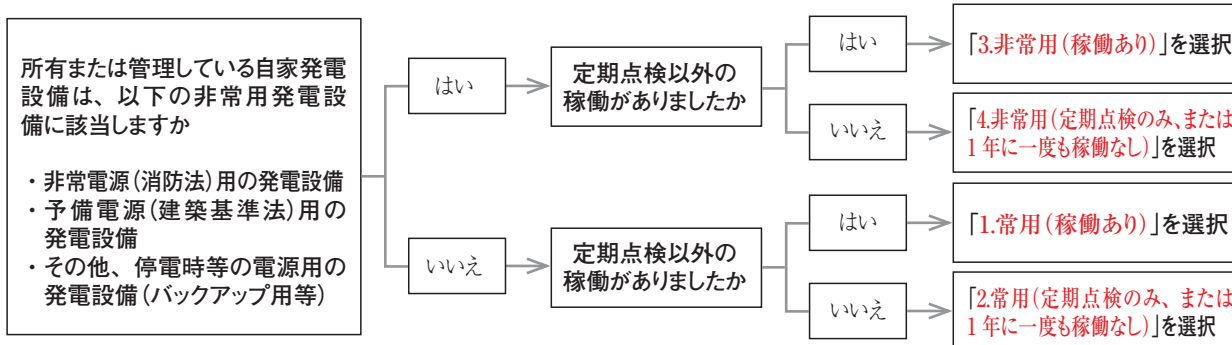 所有または管理している自家発電
設備は、以下の非常用発電設
備に該当しますか
・非常電源(消防法)用の発電設備
・予備電源(建築基準法)用の
発電設備
・その他、停電時等の電源用の
発電設備(バックアップ用等)
はい
定期点検以外の
稼働がありましたか
はい
「3.非常用(稼働あり)」を選択
いいえ
「4.非常用(定期点検のみ、または
1年に一度も稼働なし)」を選択
いいえ
定期点検以外の
稼働がありましたか
はい
「1.常用(稼働あり)」を選択
いいえ
「2.常用(定期点検のみ、または
1年に一度も稼働なし)」を選択